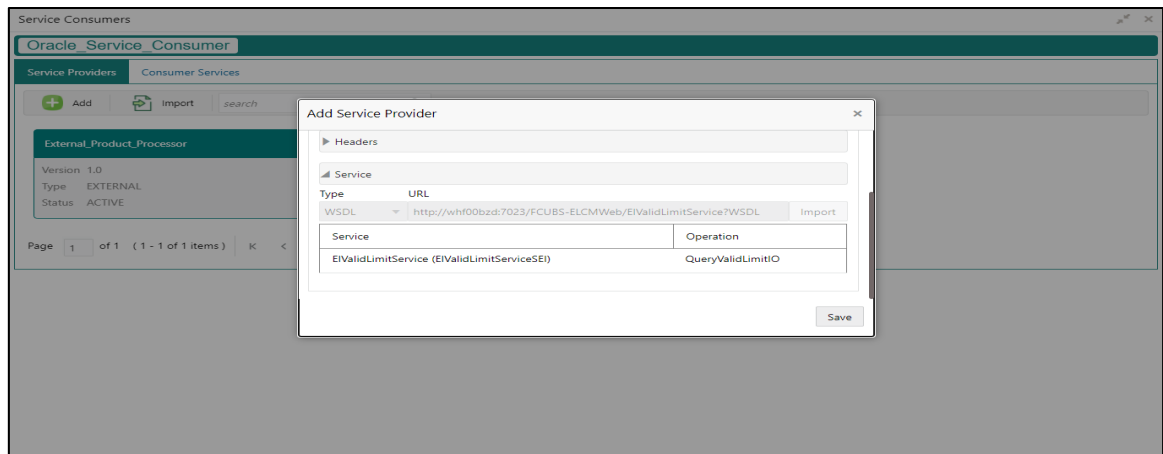 Service Consumers
Oracle_Service_Consumer
Service Providers Consumer Services
Add Import search
Add Service Provider
External_Product_Processor
Version 1.0
Type EXTERNAL
Status ACTIVE
Page 1 of 1 (1 - 1 of 1 items)
Headers
Service
Type URL
WSDL http://whf00bzd:7023/FCUBS-ELCMWeb/ElValidLimitService?WSDL Import
Service Operation
ElValidLimitService (ElValidLimitServiceSEI) QueryValidLimitIO
Save